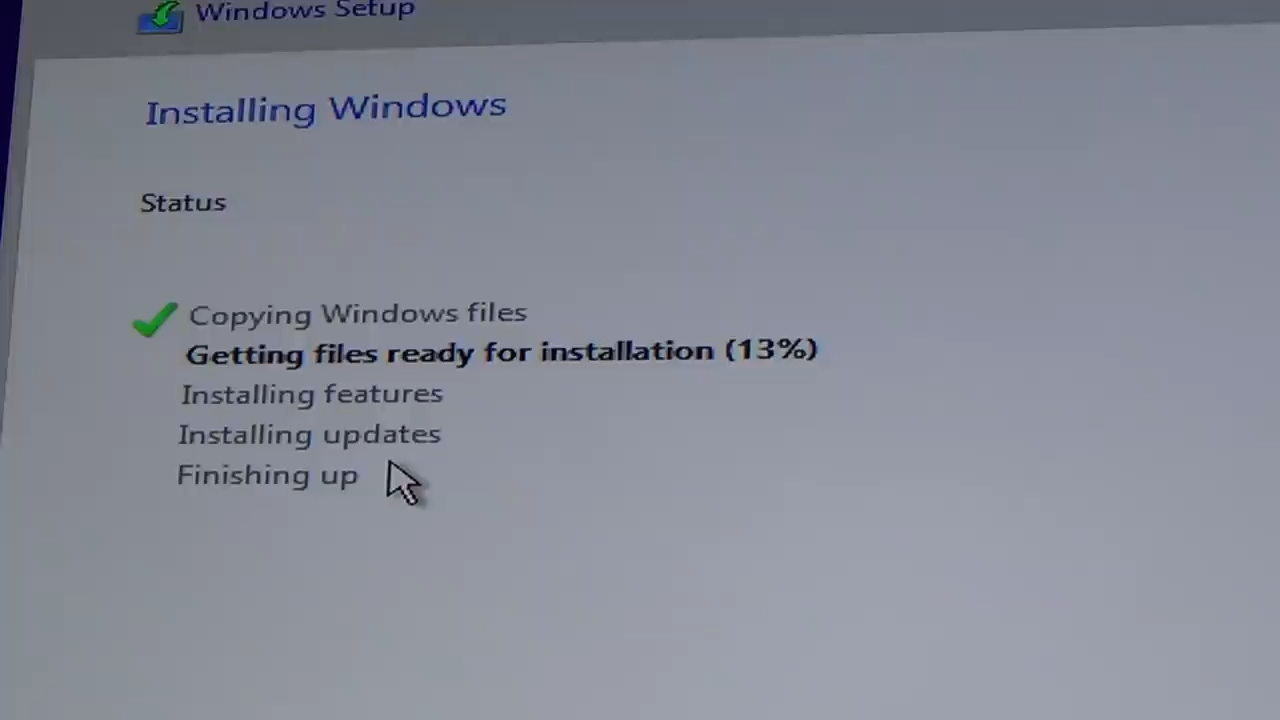 Windows Setup
Installing Windows
Status
Copying Windows files
Getting files ready for installation (13%)
Installing features
Installing updates
Finishing up